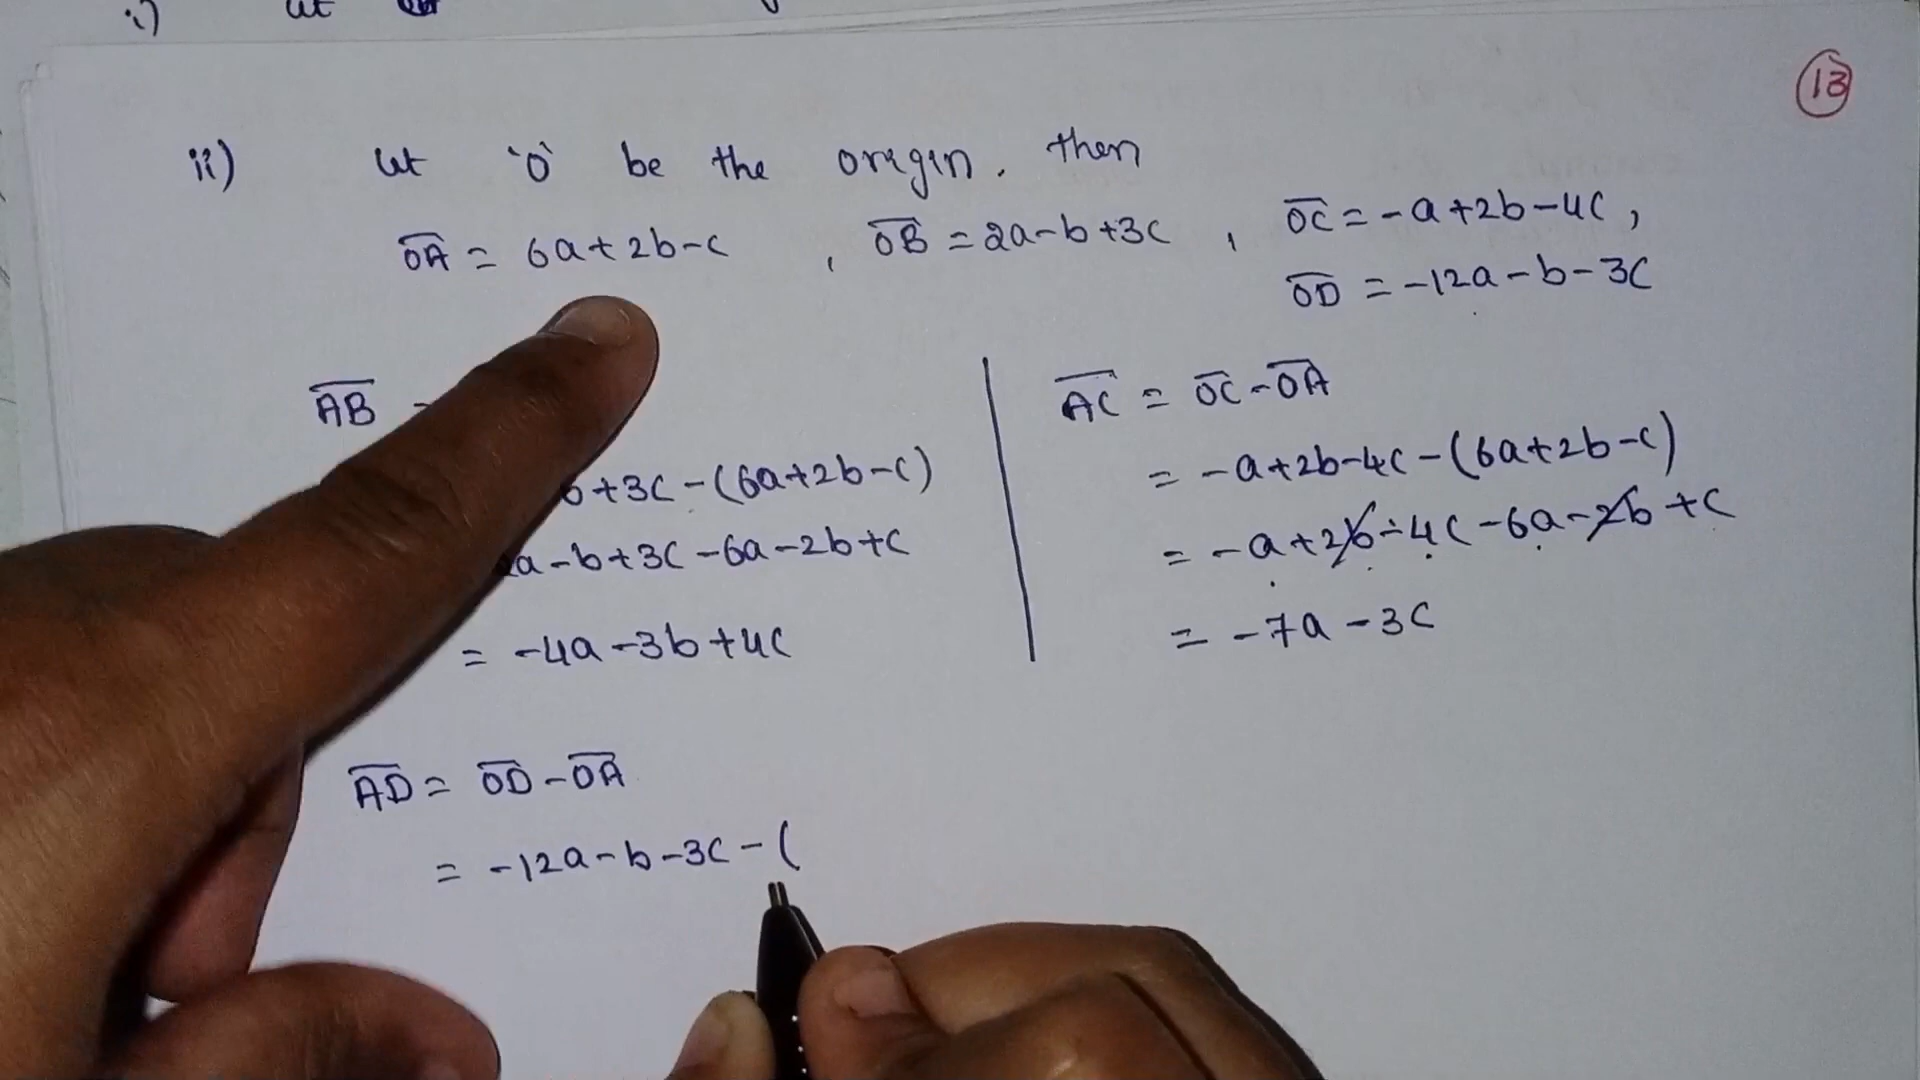 i)
13
ii) let 'O' be the origin. then
OA = 6a+2b-c , OB = 2a-b+3c , OC = -a+2b-4c ,
OD = -12a-b-3c
AB -
b+3c-(6a+2b-c)
a-b+3c-6a-2b+c
= -4a-3b+4c
AC = OC-OA
= -a+2b-4c-(6a+2b-c)
= -a+2b-4c-6a-2b+c
= -7a-3c
AD = OD-OA
= -12a-b-3c-(